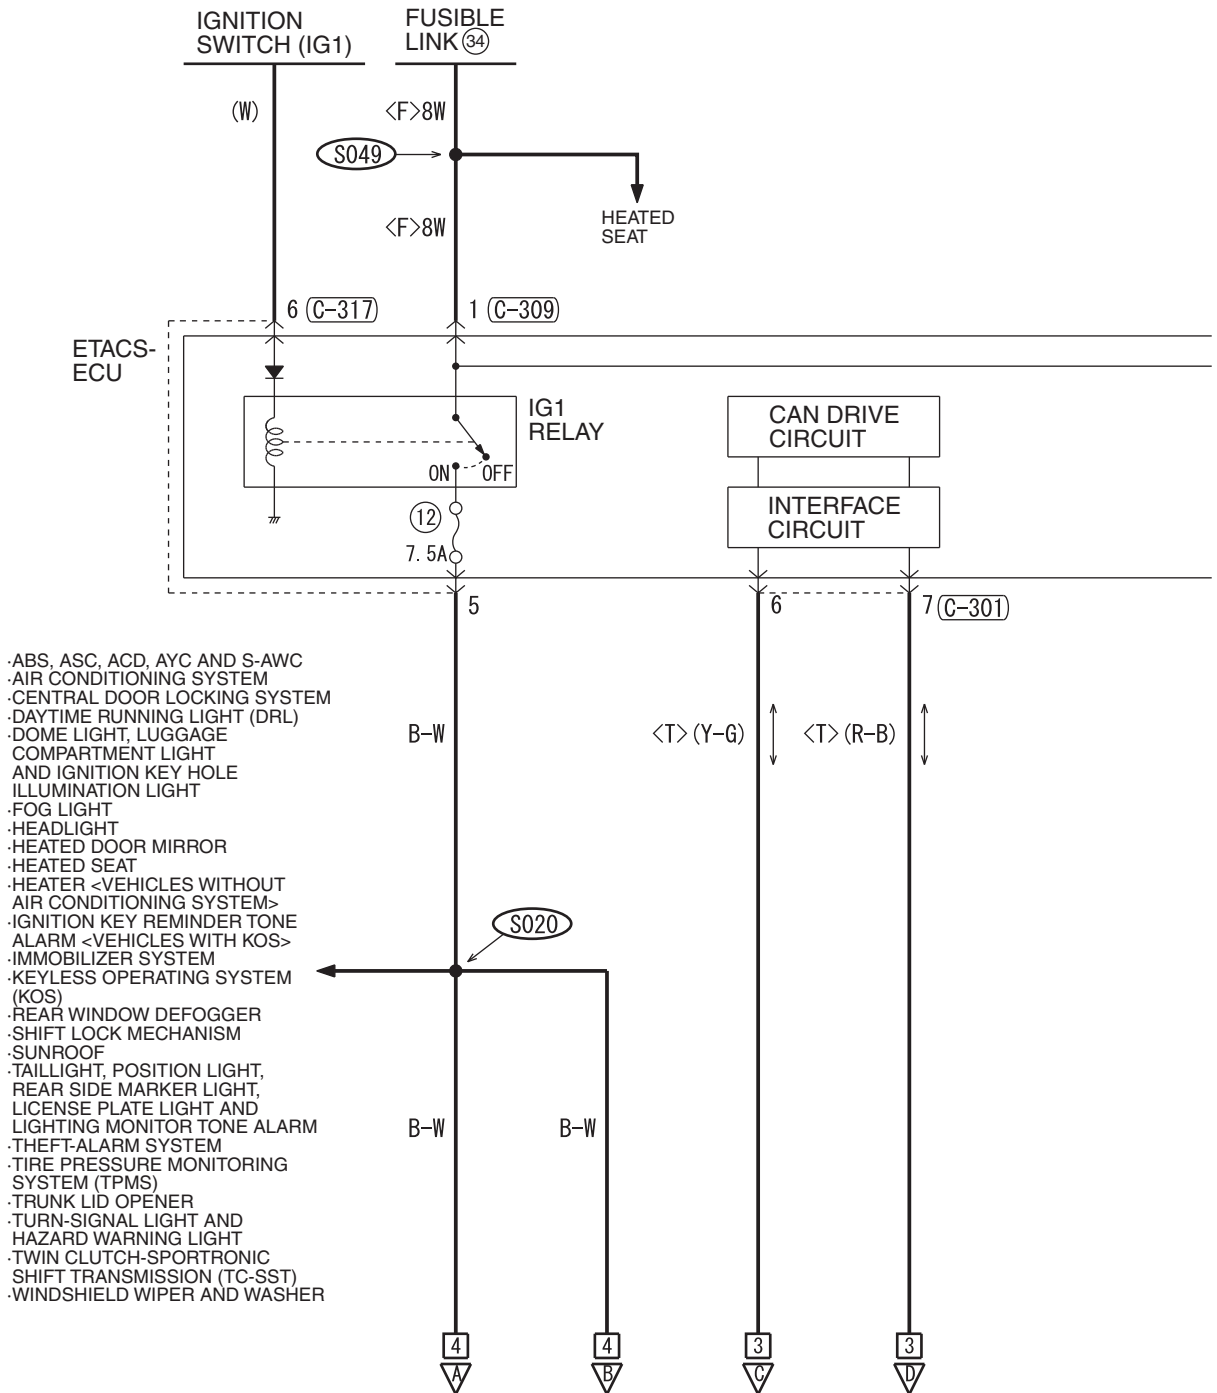 IGNITION
SWITCH (IG1)
FUSIBLE
LINK 34
(W)
<F>8W
S049
<F>8W
HEATED
SEAT
6 C-317
1 C-309
ETACS-
ECU
IG1
RELAY
ON
OFF
CAN DRIVE
CIRCUIT
INTERFACE
CIRCUIT
12
7.5A
5
6
7 C-301
·ABS, ASC, ACD, AYC AND S-AWC
·AIR CONDITIONING SYSTEM
·CENTRAL DOOR LOCKING SYSTEM
·DAYTIME RUNNING LIGHT (DRL)
·DOME LIGHT, LUGGAGE
COMPARTMENT LIGHT
AND IGNITION KEY HOLE
ILLUMINATION LIGHT
·FOG LIGHT
·HEADLIGHT
·HEATED DOOR MIRROR
·HEATED SEAT
·HEATER <VEHICLES WITHOUT
AIR CONDITIONING SYSTEM>
·IGNITION KEY REMINDER TONE
ALARM <VEHICLES WITH KOS>
·IMMOBILIZER SYSTEM
·KEYLESS OPERATING SYSTEM
(KOS)
·REAR WINDOW DEFOGGER
·SHIFT LOCK MECHANISM
·SUNROOF
·TAILLIGHT, POSITION LIGHT,
REAR SIDE MARKER LIGHT,
LICENSE PLATE LIGHT AND
LIGHTING MONITOR TONE ALARM
·THEFT-ALARM SYSTEM
·TIRE PRESSURE MONITORING
SYSTEM (TPMS)
·TRUNK LID OPENER
·TURN-SIGNAL LIGHT AND
HAZARD WARNING LIGHT
·TWIN CLUTCH-SPORTRONIC
SHIFT TRANSMISSION (TC-SST)
·WINDSHIELD WIPER AND WASHER
B-W
<T>(Y-G)
<T>(R-B)
S020
B-W
B-W
4
4
3
3
A
B
C
D